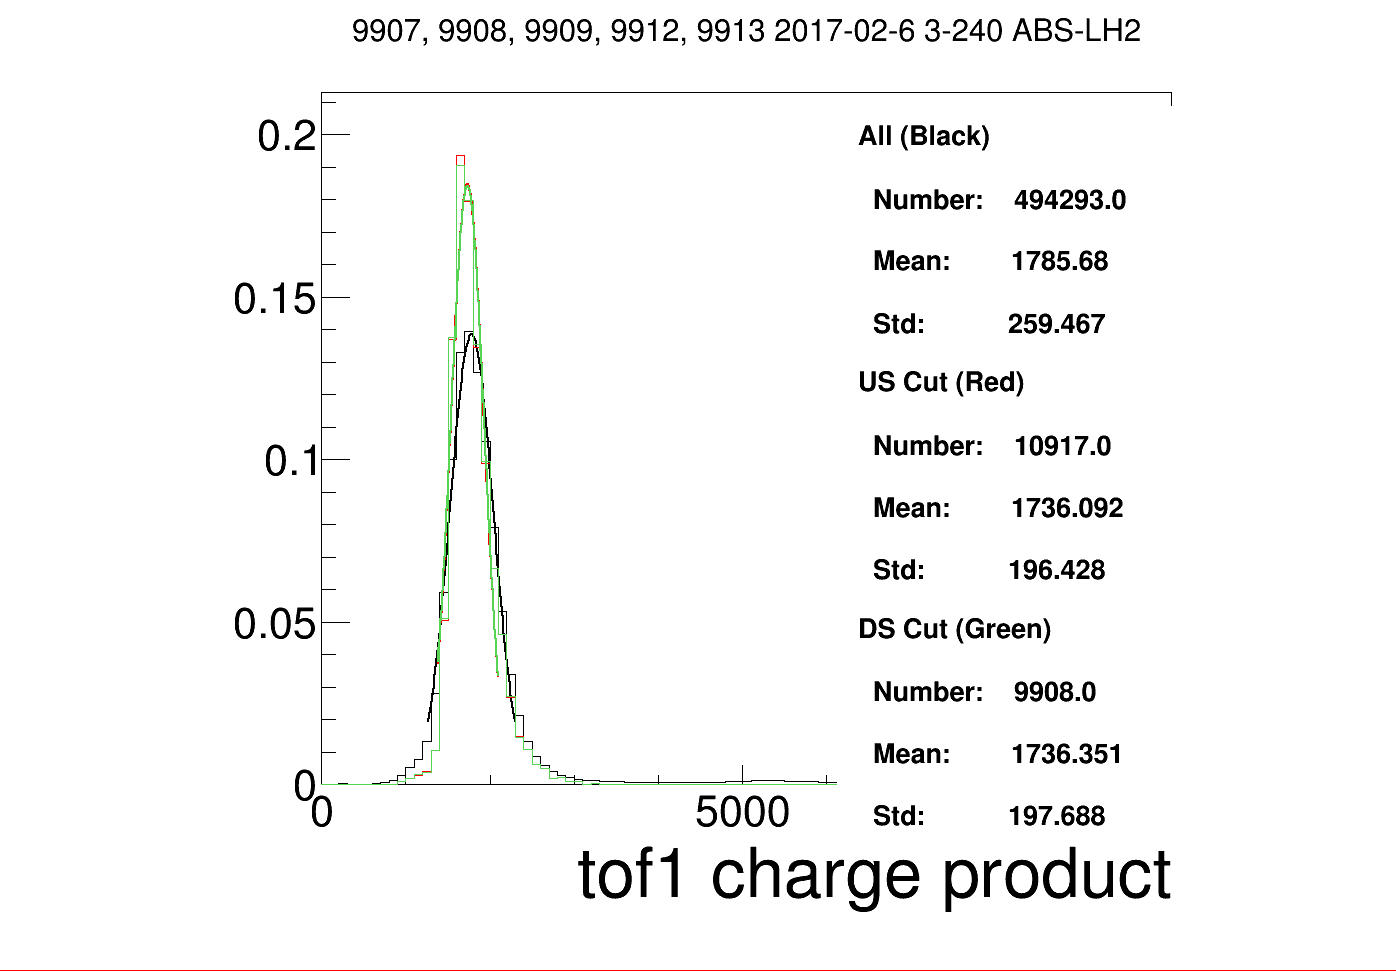 9907, 9908, 9909, 9912, 9913 2017-02-6 3-240 ABS-LH2
0.2
0.15
0.1
0.05
0
0
5000
All (Black)
Number: 494293.0
Mean: 1785.68
Std: 259.467
US Cut (Red)
Number: 10917.0
Mean: 1736.092
Std: 196.428
DS Cut (Green)
Number: 9908.0
Mean: 1736.351
Std: 197.688
tof1 charge product